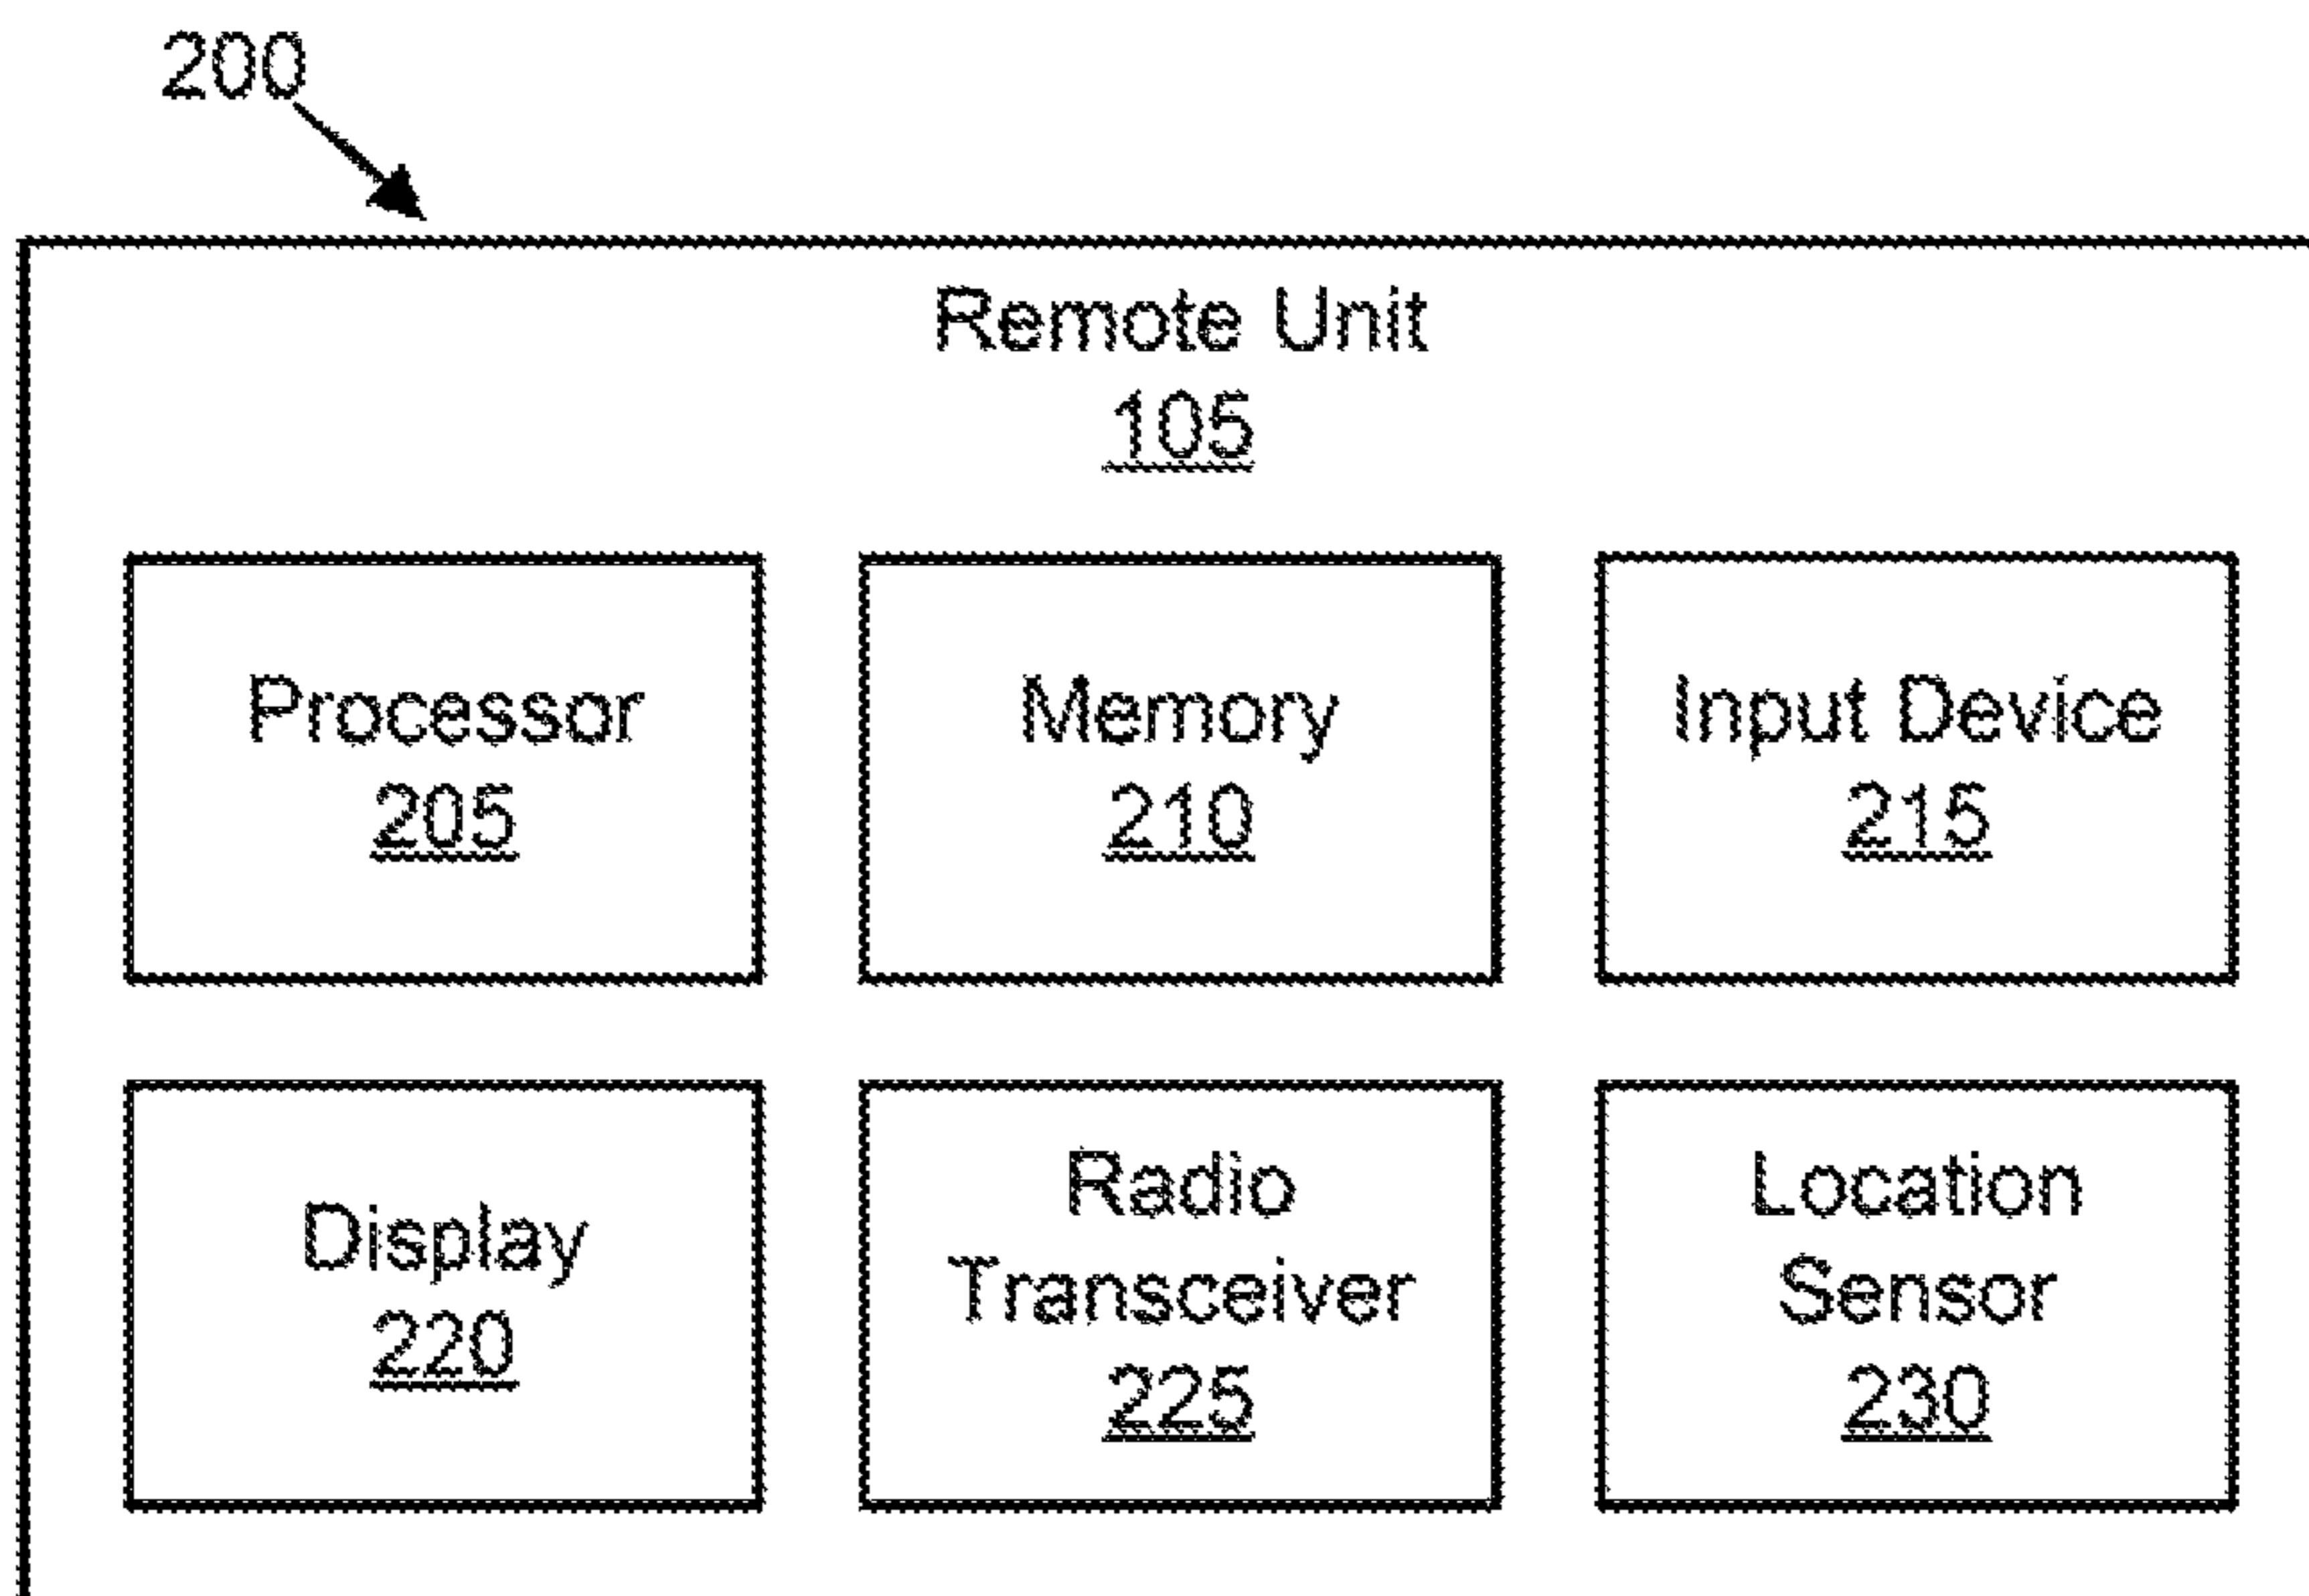 200
Remote Unit
105
Processor
205
Memory
210
Input Device
215
Display
220
Radio
Transceiver
225
Location
Sensor
230